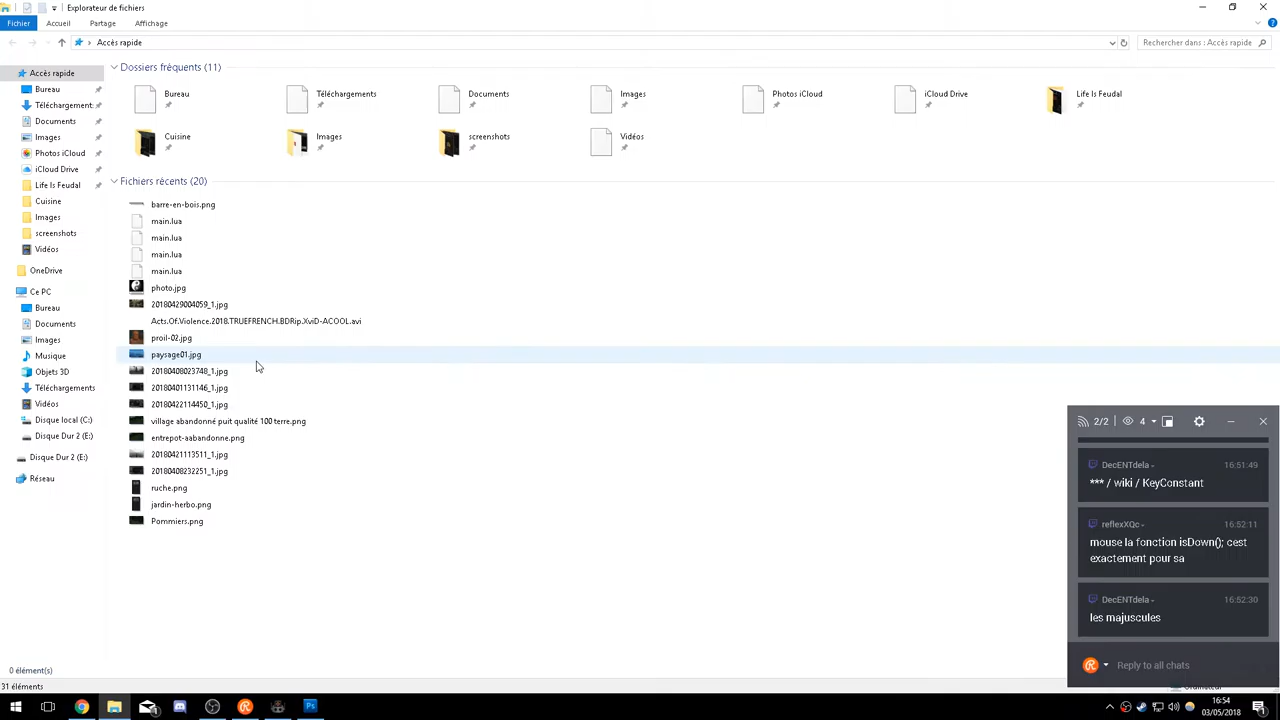 Explorateur de fichiers
Fichier Accueil Partage Affichage
Accès rapide
Rechercher dans : Accès rapide
Accès rapide
Bureau
Téléchargement:
Documents
Images
Photos iCloud
iCloud Drive
Life Is Feudal
Cuisine
Images
screenshots
Vidéos
OneDrive
Ce PC
Bureau
Documents
Images
Musique
Objets 3D
Téléchargements
Vidéos
Disque local (C:)
Disque Dur 2 (E:)
Disque Dur 2 (E:)
Réseau
Dossiers fréquents (11)
Bureau Téléchargements Documents Images Photos iCloud iCloud Drive Life Is Feudal
Cuisine Images screenshots Vidéos
Fichiers récents (20)
barre-en-bois.png
main.lua
main.lua
main.lua
main.lua
photo.jpg
20180429004059_1.jpg
Acts.Of.Violence.2018.TRUEFRENCH.BDRip.XviD-ACOOL.avi
proil-02.jpg
paysage01.jpg
20180408023748_1.jpg
20180401131146_1.jpg
20180422114450_1.jpg
village abandonné puit qualité 100 terre.png
entrepot-aabandonne.png
20180421113511_1.jpg
20180408232251_1.jpg
ruche.png
jardin-herbo.png
Pommiers.png
2/2 4
DecENTdela 16:51:49
*** / wiki / KeyConstant
reflexXQc 16:52:11
mouse la fonction isDown(); cest
exactement pour sa
DecENTdela 16:52:30
les majuscules
Reply to all chats
0 élément(s)
31 éléments
Ordinateur
16:54
03/05/2018